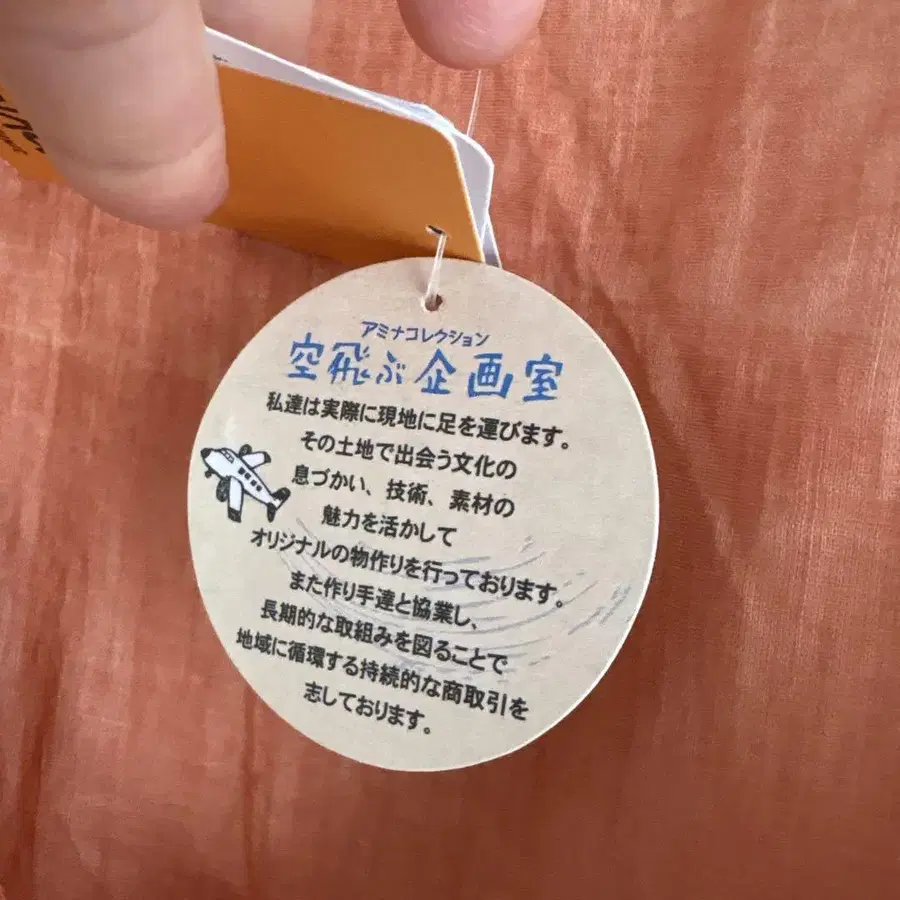 アミナコレクション
空飛ぶ企画室
私達は実際に現地に足を運びます。
その土地で出会う文化の
息づかい、技術、素材の
魅力を活かして
オリジナルの物作りを行っております。
また作り手達と協業し、
長期的な取組みを図ることで
地域に循環する持続的な商取引を
志しております。